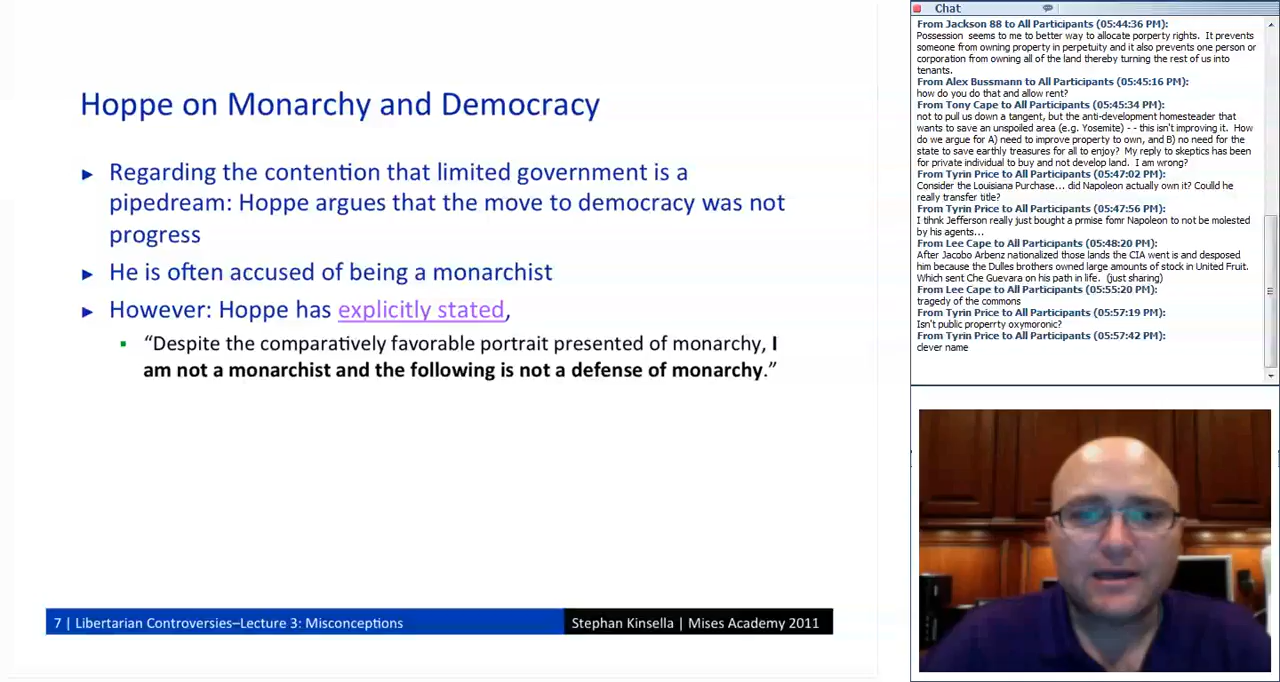 Hoppe on Monarchy and Democracy
► Regarding the contention that limited government is a
pipedream: Hoppe argues that the move to democracy was not
progress
► He is often accused of being a monarchist
► However: Hoppe has explicitly stated,
▪ “Despite the comparatively favorable portrait presented of monarchy, I
am not a monarchist and the following is not a defense of monarchy.”
7 | Libertarian Controversies–Lecture 3: Misconceptions
Stephan Kinsella | Mises Academy 2011
Chat
From Jackson 88 to All Participants (05:44:36 PM):
Possession seems to me to better way to allocate porperty rights. It prevents
someone from owning property in perpetuity and it also prevents one person or
corporation from owning all of the land thereby turning the rest of us into
tenants.
From Alex Bussmann to All Participants (05:45:16 PM):
how do you do that and allow rent?
From Tony Cape to All Participants (05:45:34 PM):
not to pull us down a tangent, but the anti-development homesteader that
wants to save an unspoiled area (e.g. Yosemite) -- this isn't improving it. How
do we argue for A) need to improve property to own, and B) no need for the
state to save earthly treasures for all to enjoy? My reply to skeptics has been
for private individual to buy and not develop land. I am wrong?
From Tyrin Price to All Participants (05:47:02 PM):
Consider the Louisiana Purchase... did Napoleon actually own it? Coulld he
really transfer title?
From Tyrin Price to All Participants (05:47:56 PM):
I tihnk Jefferson really just bought a prmise fomr Napoleon to not be molested
by his agents...
From Lee Cape to All Participants (05:48:20 PM):
After Jacobo Arbenz nationalized those lands the CIA went is and desposed
him because the Dulles brothers owned large amounts of stock in United Fruit.
Which sent Che Guevara on his path in life. (just sharing)
From Lee Cape to All Participants (05:55:20 PM):
tragedy of the commons
From Tyrin Price to All Participants (05:57:19 PM):
Isn't public properrty oxymoronic?
From Tyrin Price to All Participants (05:57:42 PM):
clever name